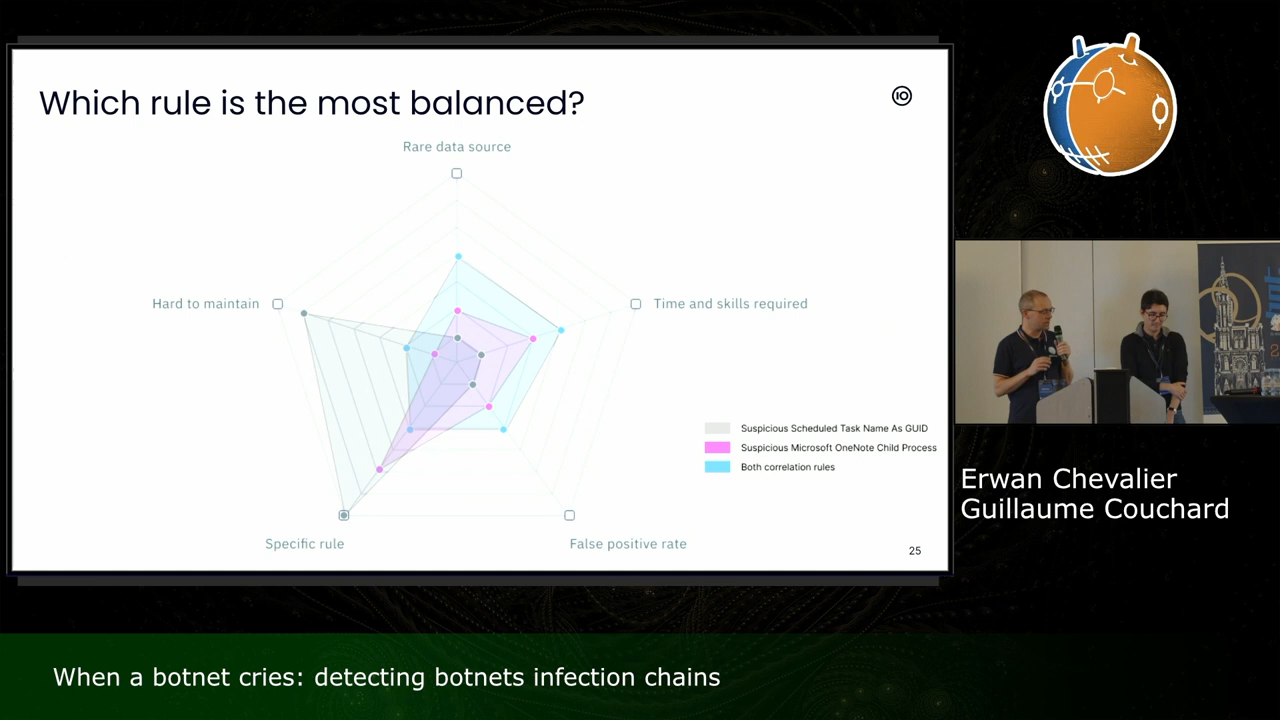 Which rule is the most balanced?
Rare data source
Hard to maintain
Time and skills required
Suspicious Scheduled Task Name As GUID
Suspicious Microsoft OneNote Child Process
Both correlation rules
Specific rule
False positive rate
25
Erwan Chevalier
Guillaume Couchard
When a botnet cries: detecting botnets infection chains